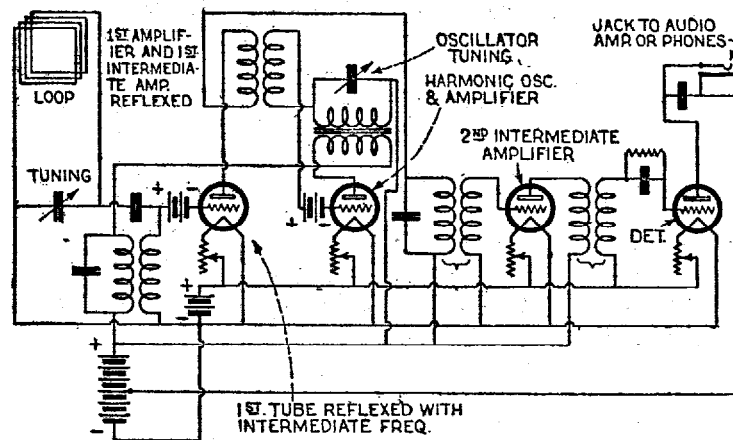 1ST AMPLIF-
IER AND 1ST
INTERMEDIA-
TE AMP.
REFLEXED
LOOP
OSCILLATOR
TUNING
HARMONIC OSC.
& AMPLIFIER
JACK TO AUDIO
AMP. OR PHONES
2ND INTERMEDIATE
AMPLIFIER
TUNING
+ -
+ -
DET.
+
-
+
-
1ST. TUBE REFLEXED WITH
INTERMEDIATE FREQ.